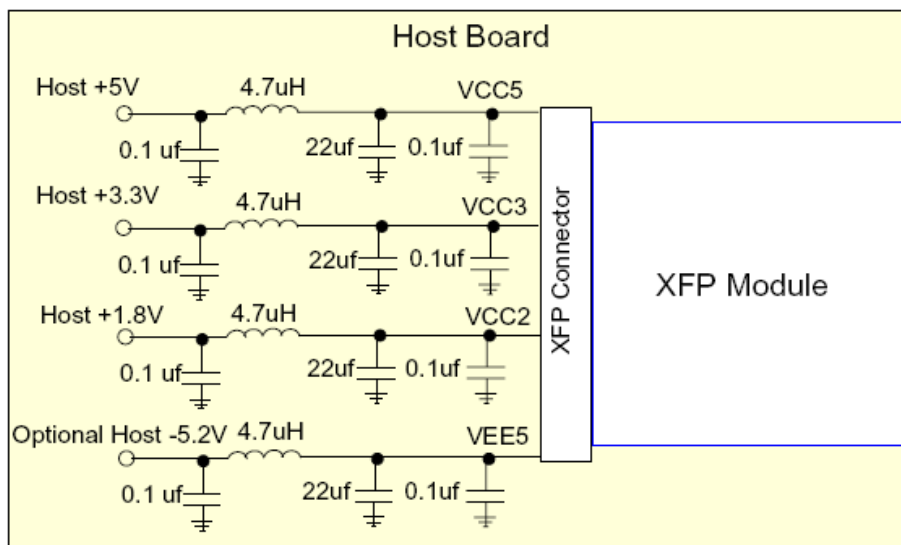 Host Board
Host +5V
4.7uH
VCC5
0.1 uf
22uf
0.1uf
Host +3.3V
4.7uH
VCC3
0.1 uf
22uf
0.1uf
Host +1.8V
4.7uH
VCC2
0.1 uf
22uf
0.1uf
Optional Host -5.2V
4.7uH
VEE5
0.1 uf
22uf
0.1uf
XFP Connector
XFP Module